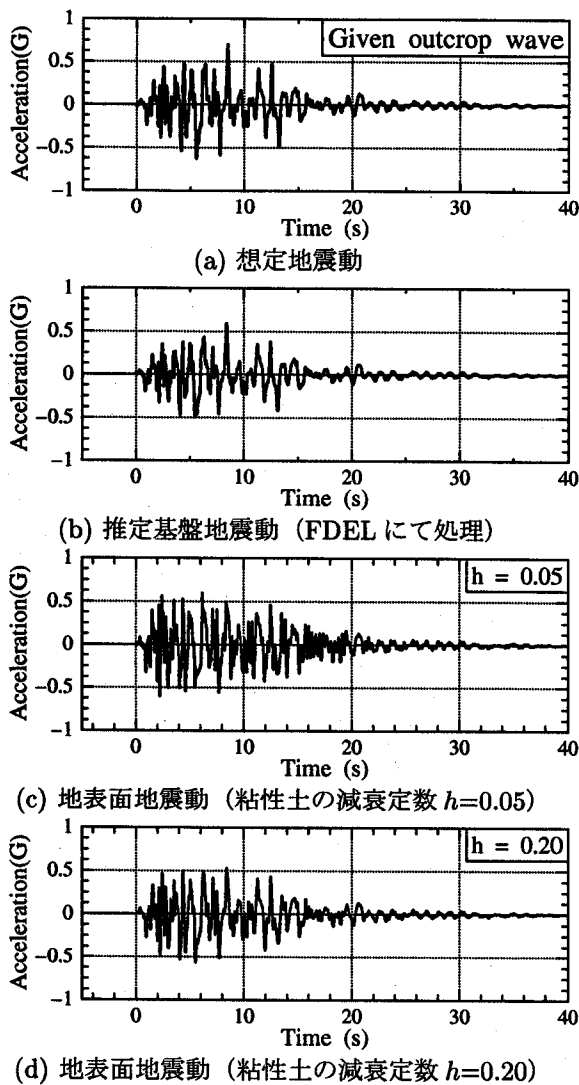 1
Given outcrop wave
0.5
0
−0.5
−1
Acceleration(G)
0 10 20 30 40
Time (s)
(a) 想定地震動
1
0.5
0
−0.5
−1
Acceleration(G)
0 10 20 30 40
Time (s)
(b) 推定基盤地震動（FDELにて処理）
1
h = 0.05
0.5
0
−0.5
−1
Acceleration(G)
0 10 20 30 40
Time (s)
(c) 地表面地震動（粘性土の減衰定数 h=0.05）
1
h = 0.20
0.5
0
−0.5
−1
Acceleration(G)
0 10 20 30 40
Time (s)
(d) 地表面地震動（粘性土の減衰定数 h=0.20）